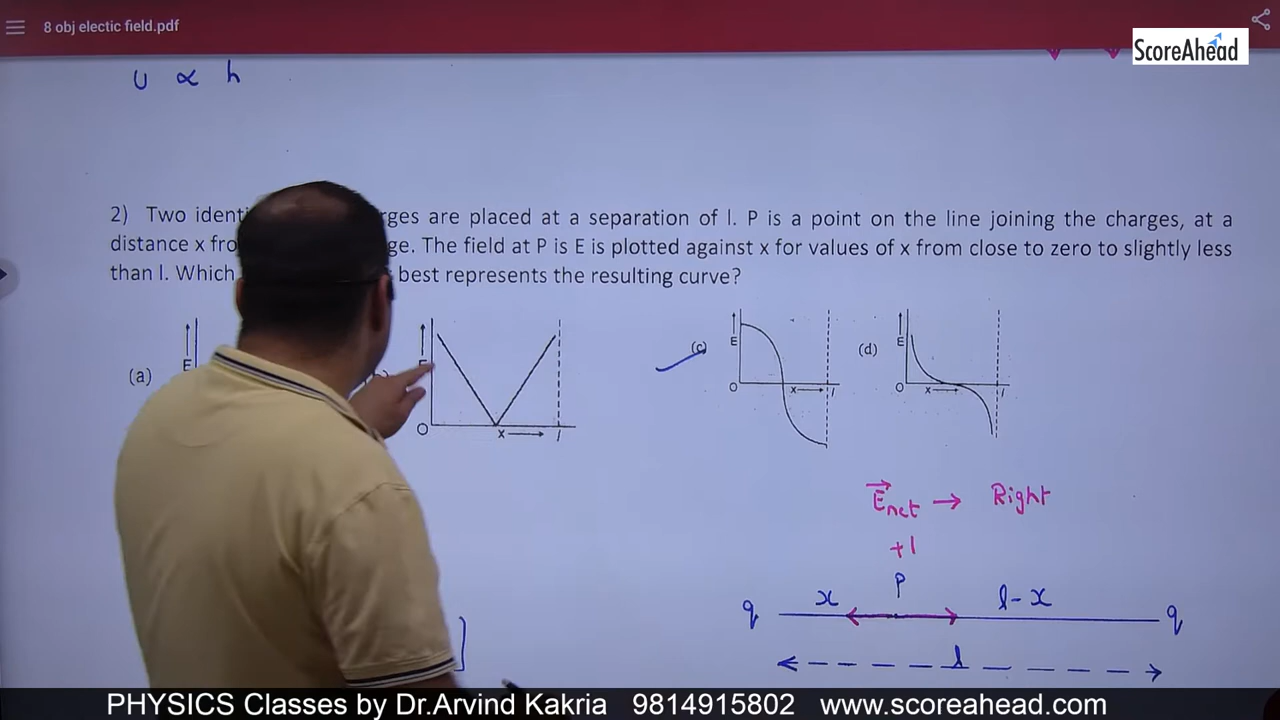 8 obj electic field.pdf
ScoreAhead
U ∝ h
2) Two rges are placed at a separation of l. P is a point on the line joining the charges, at a
distance x ge. The field at P is E is plotted against x for values of x from close to zero to slightly less
than l. Which best represents the resulting curve?
(a) E E O x l (c) E O x l (d) E O x l
E⃗net → Right
+1
q x P l - x q
l
]
PHYSICS Classes by Dr.Arvind Kakria 9814915802 www.scoreahead.com